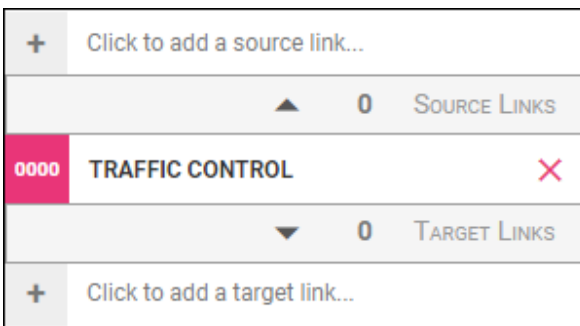 + Click to add a source link...
▲ 0 Source Links
0000 TRAFFIC CONTROL ×
▼ 0 Target Links
+ Click to add a target link...